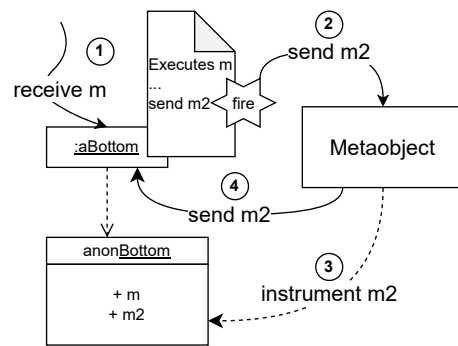 1
receive m
Executes m
...
send m2
fire
2
send m2
:aBottom
Metaobject
4
send m2
anonBottom
+ m
+ m2
3
instrument m2